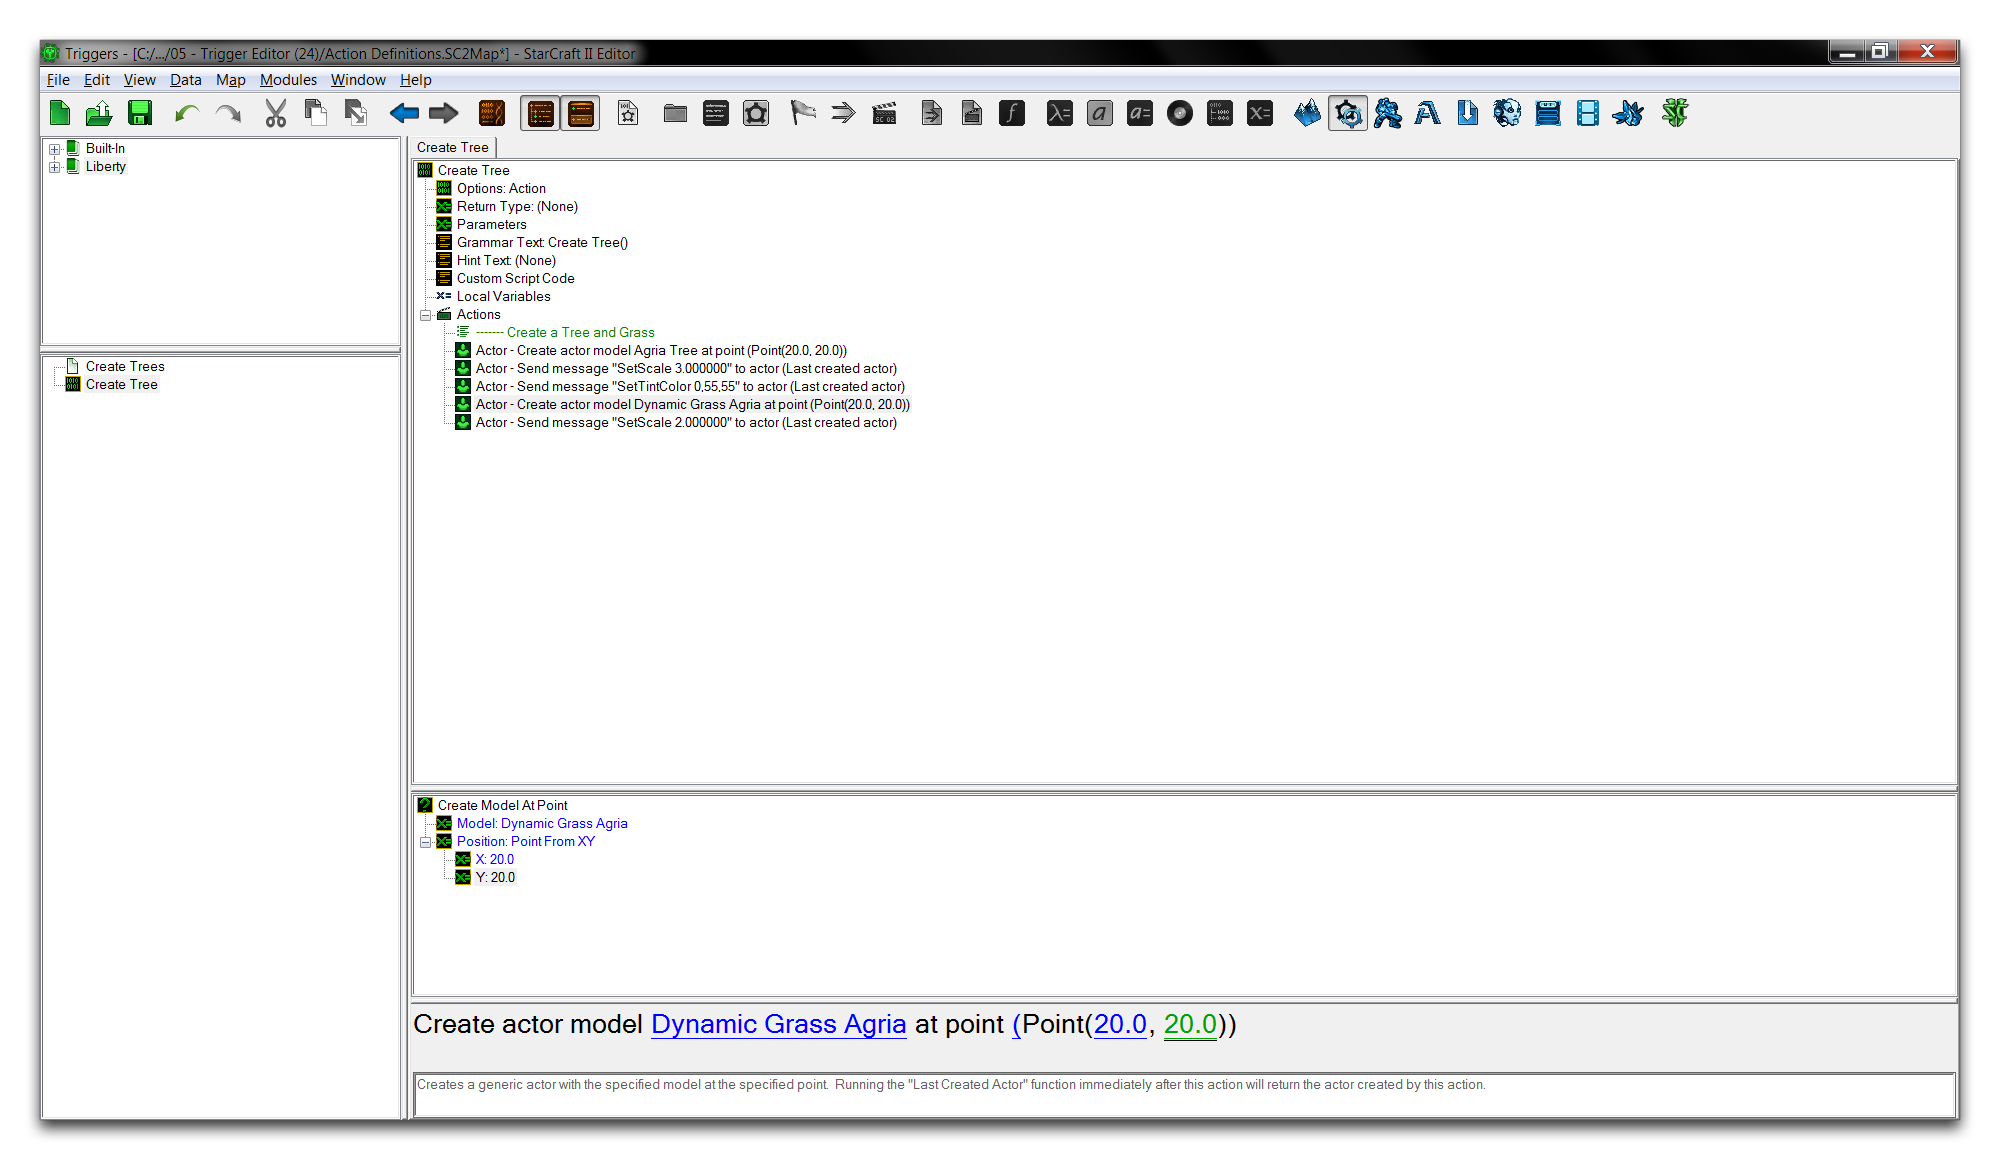 Triggers - [C:/.../05 - Trigger Editor (24)/Action Definitions.SC2Map*] - StarCraft II Editor
File Edit View Data Map Modules Window Help
Built-In
Liberty
Create Trees
Create Tree
Create Tree
Create Tree
Options: Action
Return Type: (None)
Parameters
Grammar Text: Create Tree()
Hint Text: (None)
Custom Script Code
Local Variables
Actions
------- Create a Tree and Grass
Actor - Create actor model Agria Tree at point (Point(20.0, 20.0))
Actor - Send message "SetScale 3.000000" to actor (Last created actor)
Actor - Send message "SetTintColor 0,55,55" to actor (Last created actor)
Actor - Create actor model Dynamic Grass Agria at point (Point(20.0, 20.0))
Actor - Send message "SetScale 2.000000" to actor (Last created actor)
Create Model At Point
Model: Dynamic Grass Agria
Position: Point From XY
X: 20.0
Y: 20.0
Create actor model Dynamic Grass Agria at point (Point(20.0, 20.0))
Creates a generic actor with the specified model at the specified point. Running the "Last Created Actor" function immediately after this action will return the actor created by this action.